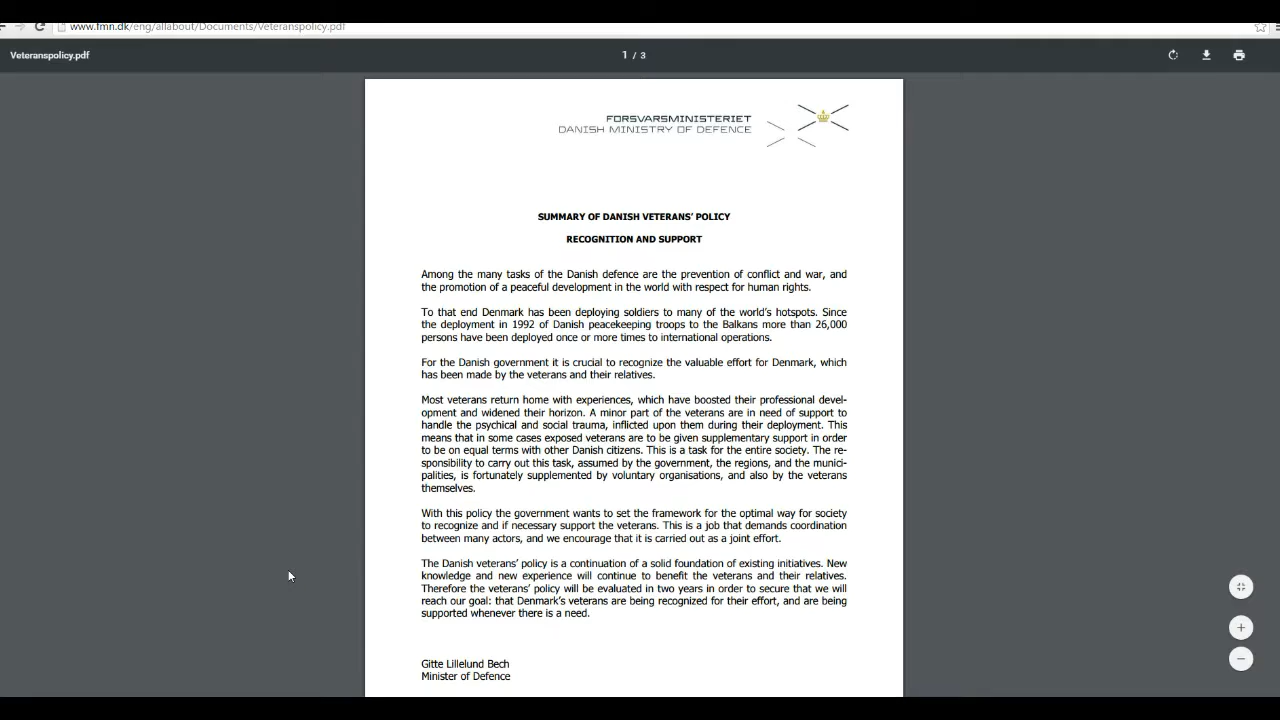 www.fmn.dk/eng/allabout/Documents/Veteranspolicy.pdf
Veteranspolicy.pdf
1 / 3
FORSVARSMINISTERIET
DANISH MINISTRY OF DEFENCE
SUMMARY OF DANISH VETERANS' POLICY
RECOGNITION AND SUPPORT
Among the many tasks of the Danish defence are the prevention of conflict and war, and
the promotion of a peaceful development in the world with respect for human rights.
To that end Denmark has been deploying soldiers to many of the world's hotspots. Since
the deployment in 1992 of Danish peacekeeping troops to the Balkans more than 26,000
persons have been deployed once or more times to international operations.
For the Danish government it is crucial to recognize the valuable effort for Denmark, which
has been made by the veterans and their relatives.
Most veterans return home with experiences, which have boosted their professional devel-
opment and widened their horizon. A minor part of the veterans are in need of support to
handle the psychical and social trauma, inflicted upon them during their deployment. This
means that in some cases exposed veterans are to be given supplementary support in order
to be on equal terms with other Danish citizens. This is a task for the entire society. The re-
sponsibility to carry out this task, assumed by the government, the regions, and the munici-
palities, is fortunately supplemented by voluntary organisations, and also by the veterans
themselves.
With this policy the government wants to set the framework for the optimal way for society
to recognize and if necessary support the veterans. This is a job that demands coordination
between many actors, and we encourage that it is carried out as a joint effort.
The Danish veterans' policy is a continuation of a solid foundation of existing initiatives. New
knowledge and new experience will continue to benefit the veterans and their relatives.
Therefore the veterans' policy will be evaluated in two years in order to secure that we will
reach our goal: that Denmark's veterans are being recognized for their effort, and are being
supported whenever there is a need.
Gitte Lillelund Bech
Minister of Defence